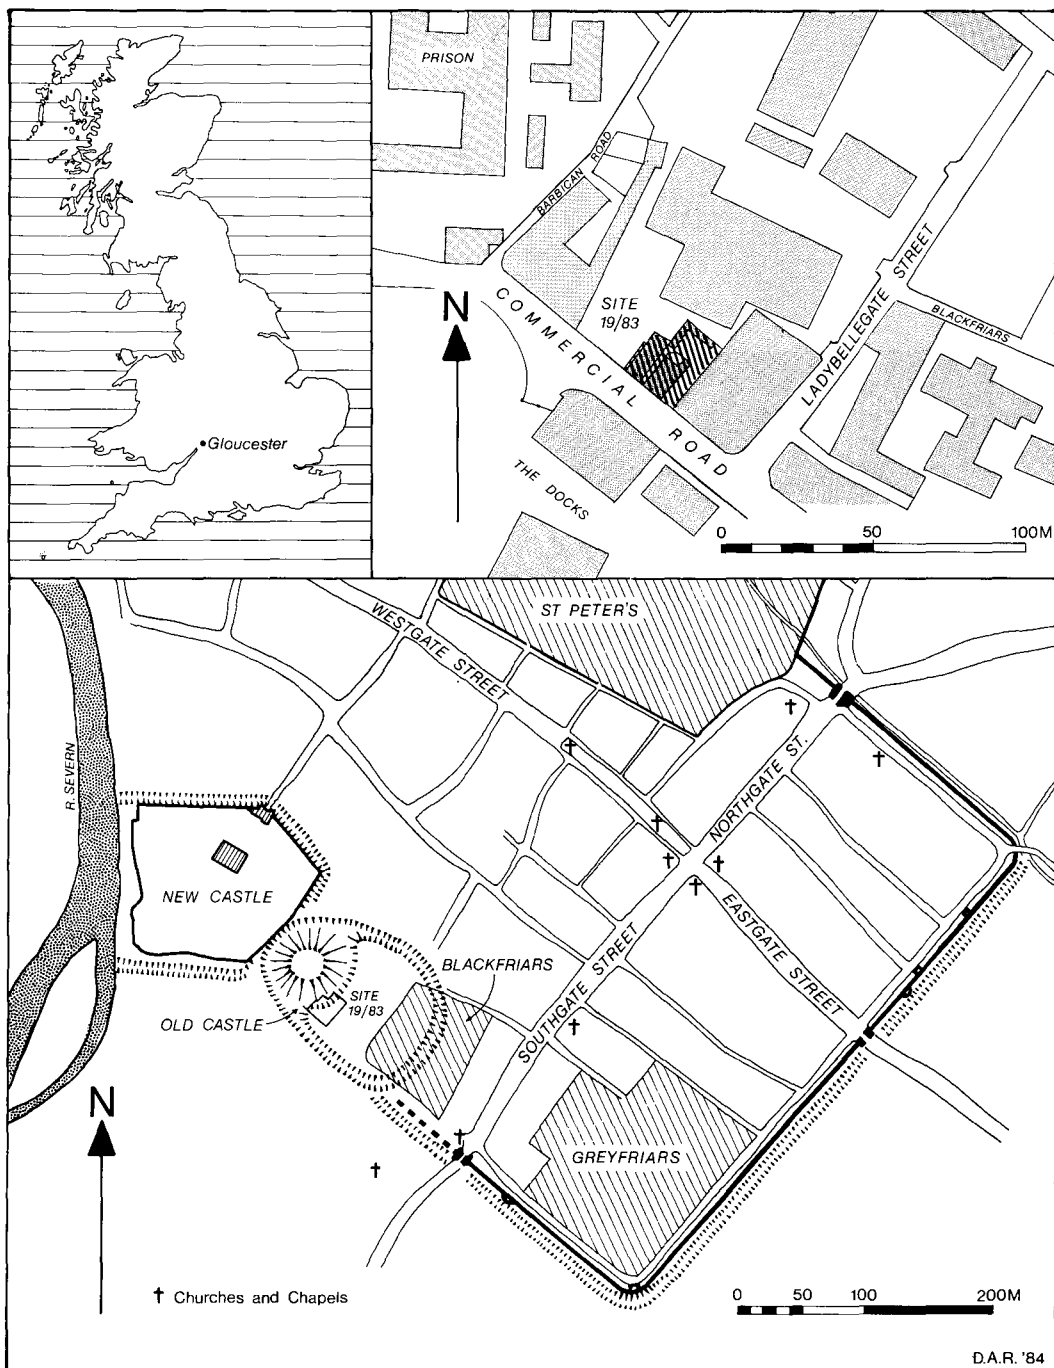 Gloucester
PRISON
BARBICAN ROAD
SITE
19/83
N
COMMERCIAL ROAD
LADYBELLEGATE STREET
BLACKFRIARS
THE DOCKS
0 50 100M
WESTGATE STREET
ST PETER'S
R. SEVERN
NORTHGATE ST.
NEW CASTLE
EASTGATE STREET
SOUTHGATE STREET
BLACKFRIARS
SITE
19/83
OLD CASTLE
N
GREYFRIARS
✝ Churches and Chapels
0 50 100 200M
D.A.R. '84